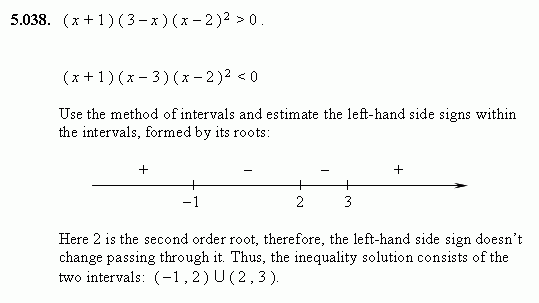 5.038. (x+1)(3−x)(x−2)² > 0.
(x+1)(x−3)(x−2)² < 0
Use the method of intervals and estimate the left-hand side signs within
the intervals, formed by its roots:
+ − − +
−1 2 3
Here 2 is the second order root, therefore, the left-hand side sign doesn't
change passing through it. Thus, the inequality solution consists of the
two intervals: (−1, 2) U (2, 3).